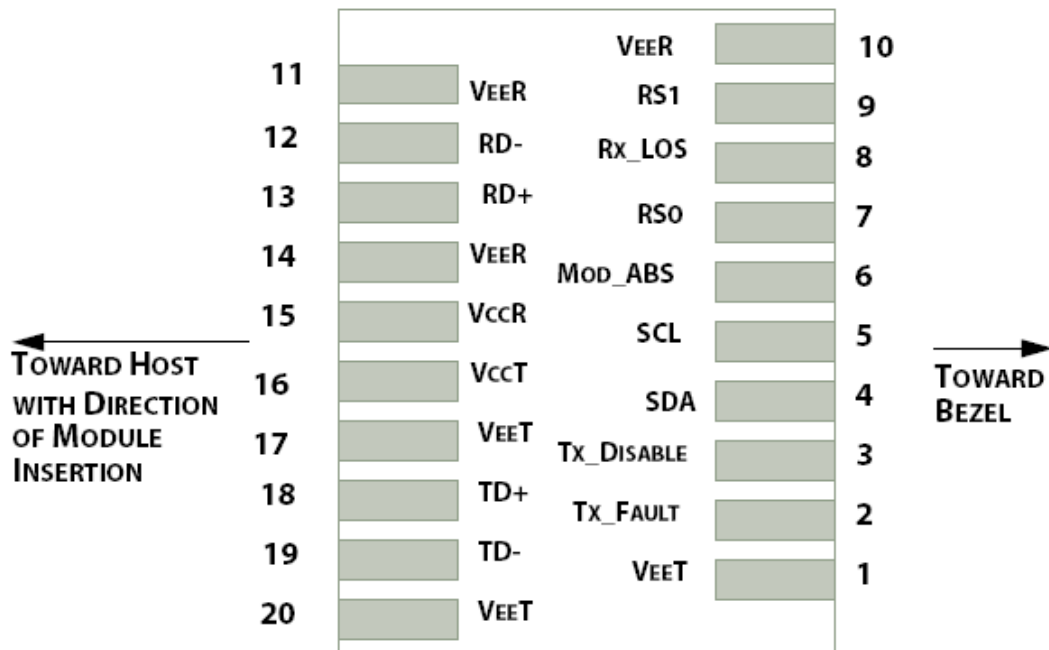 VEER 10
11 VEER
RS1 9
12 RD-
RX_LOS 8
13 RD+
RS0 7
14 VEER
MOD_ABS 6
15 VCCR
SCL 5
TOWARD HOST
WITH DIRECTION
OF MODULE
INSERTION
TOWARD
BEZEL
16 VCCT
SDA 4
17 VEET
TX_DISABLE 3
18 TD+
TX_FAULT 2
19 TD-
VEET 1
20 VEET